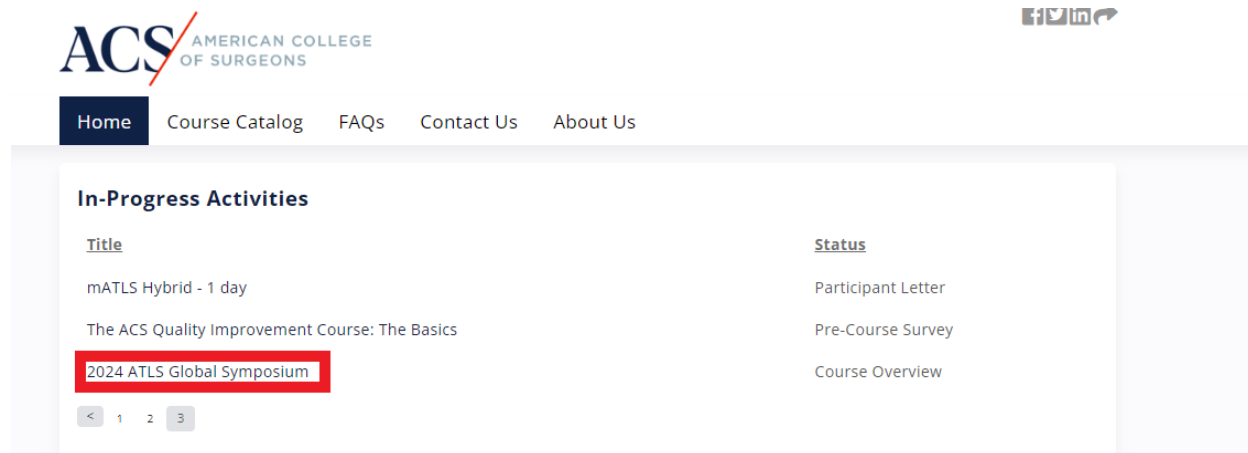 ACS AMERICAN COLLEGE
OF SURGEONS
Home Course Catalog FAQs Contact Us About Us
In-Progress Activities
Title Status
mATLS Hybrid - 1 day Participant Letter
The ACS Quality Improvement Course: The Basics Pre-Course Survey
2024 ATLS Global Symposium Course Overview
< 1 2 3